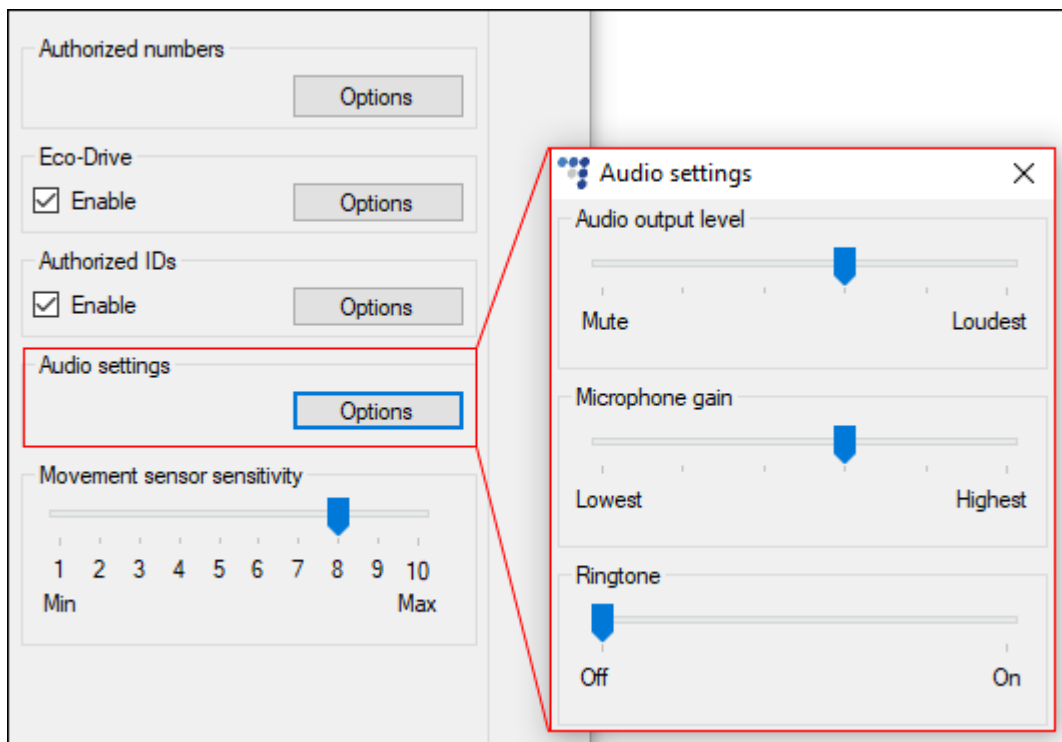 Authorized numbers
Options
Eco-Drive
Enable
Options
Authorized IDs
Enable
Options
Audio settings
Options
Movement sensor sensitivity
1 2 3 4 5 6 7 8 9 10
Min Max
Audio settings
Audio output level
Mute Loudest
Microphone gain
Lowest Highest
Ringtone
Off On